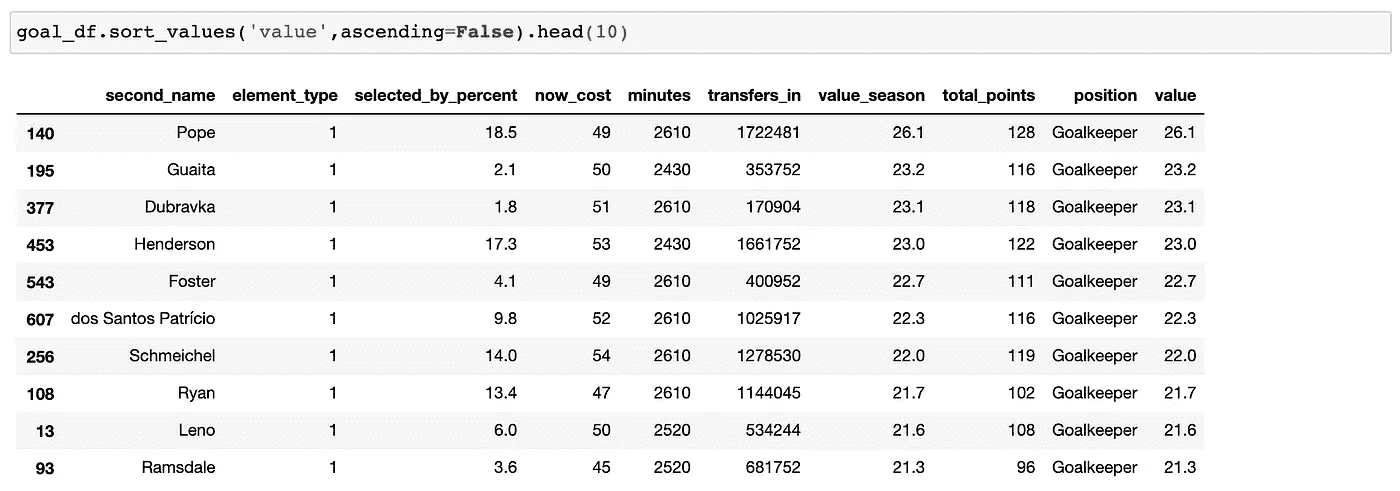 goal_df.sort_values('value',ascending=False).head(10)
second_name element_type selected_by_percent now_cost minutes transfers_in value_season total_points position value
140 Pope 1 18.5 49 2610 1722481 26.1 128 Goalkeeper 26.1
195 Guaita 1 2.1 50 2430 353752 23.2 116 Goalkeeper 23.2
377 Dubravka 1 1.8 51 2610 170904 23.1 118 Goalkeeper 23.1
453 Henderson 1 17.3 53 2430 1661752 23.0 122 Goalkeeper 23.0
543 Foster 1 4.1 49 2610 400952 22.7 111 Goalkeeper 22.7
607 dos Santos Patrício 1 9.8 52 2610 1025917 22.3 116 Goalkeeper 22.3
256 Schmeichel 1 14.0 54 2610 1278530 22.0 119 Goalkeeper 22.0
108 Ryan 1 13.4 47 2610 1144045 21.7 102 Goalkeeper 21.7
13 Leno 1 6.0 50 2520 534244 21.6 108 Goalkeeper 21.6
93 Ramsdale 1 3.6 45 2520 681752 21.3 96 Goalkeeper 21.3